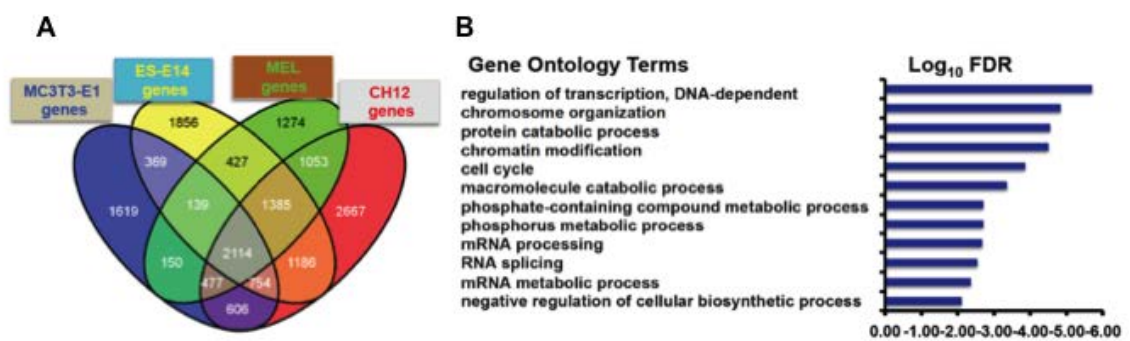 A
B
MC3T3-E1
genes
ES-E14
genes
MEL
genes
CH12
genes
1856
1274
369
427
1053
1619
139
1385
2667
150
2114
1186
477
754
606
Gene Ontology Terms
Log10 FDR
regulation of transcription, DNA-dependent
chromosome organization
protein catabolic process
chromatin modification
cell cycle
macromolecule catabolic process
phosphate-containing compound metabolic process
phosphorus metabolic process
mRNA processing
RNA splicing
mRNA metabolic process
negative regulation of cellular biosynthetic process
0.00 -1.00 -2.00 -3.00 -4.00 -5.00 -6.00